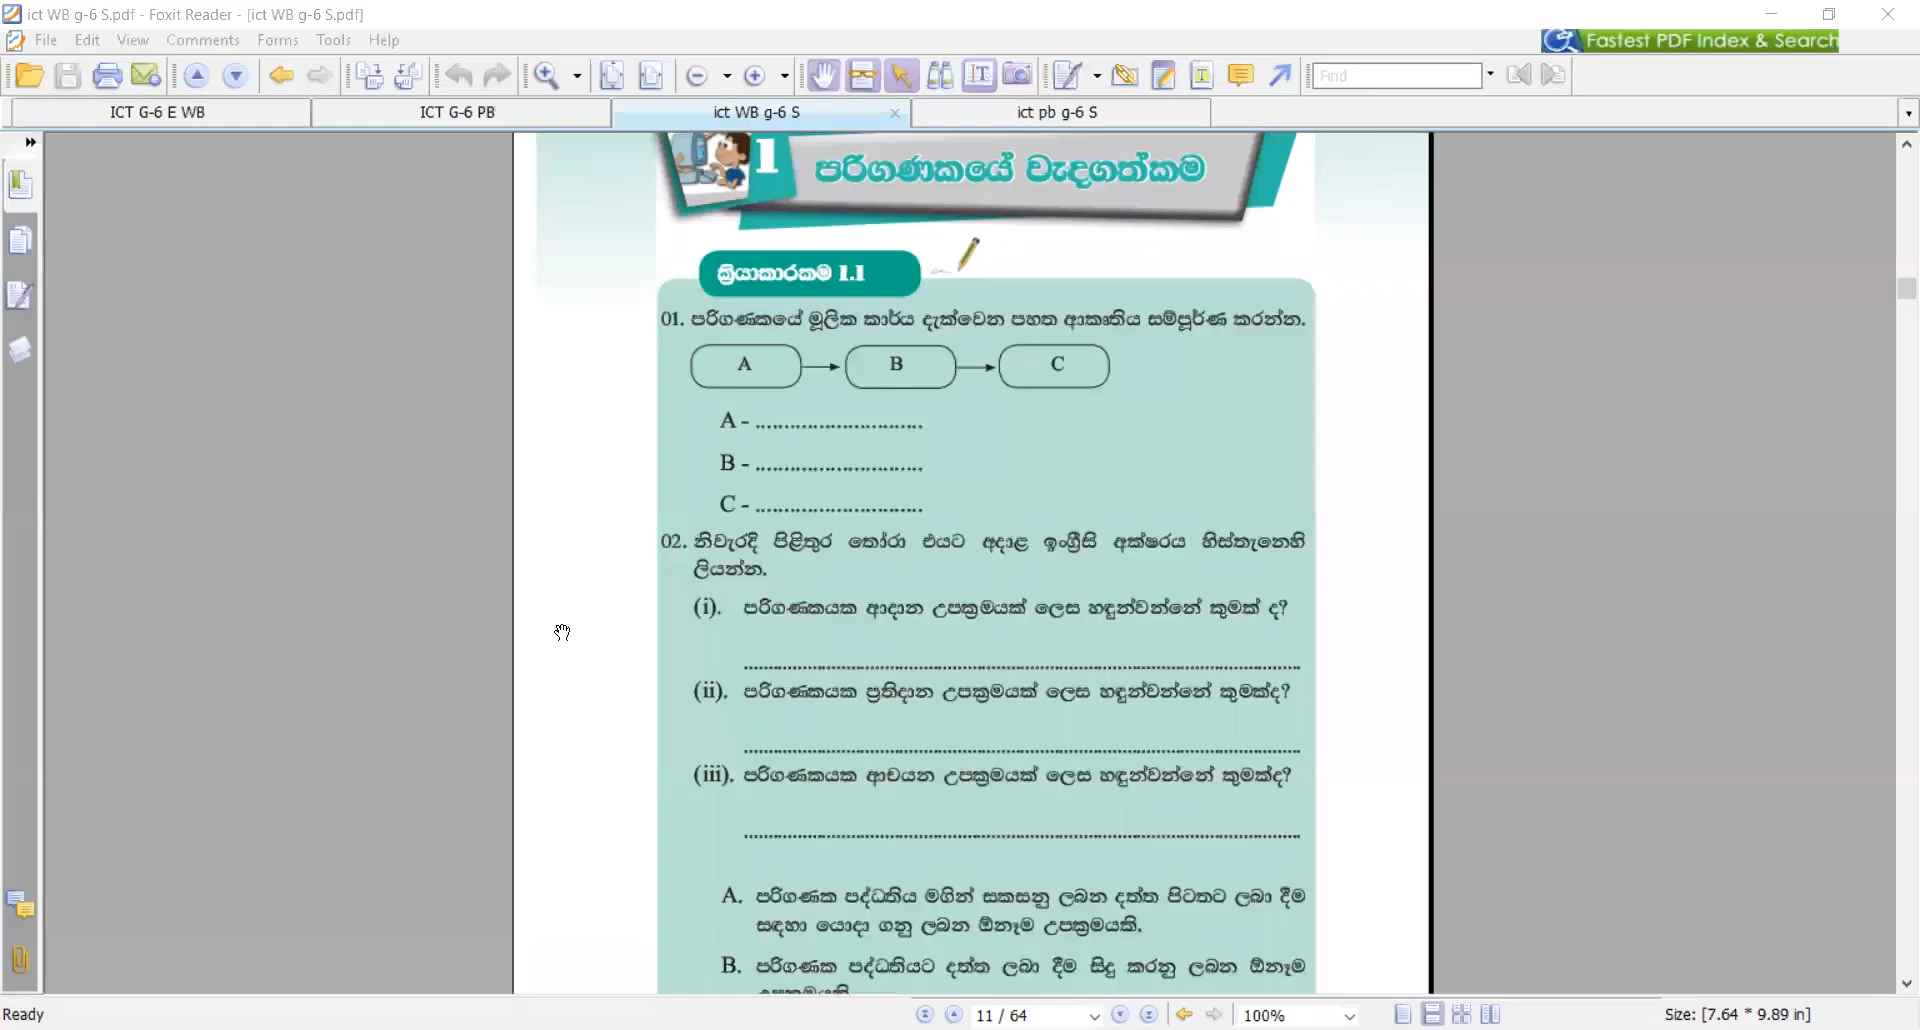 ict WB g-6 S.pdf - Foxit Reader - [ict WB g-6 S.pdf]
File Edit View Comments Forms Tools Help
Fastest PDF Index & Search
Find
ICT G-6 E WB
ICT G-6 PB
ict WB g-6 S
ict pb g-6 S
1
පරිගණකයේ වැදගත්කම
ක්‍රියාකාරකම 1.1
01. පරිගණකයේ මූලික කාර්ය දැක්වෙන පහත ආකෘතිය සම්පූර්ණ කරන්න.
A B C
A - .............................
B - .............................
C - .............................
02. නිවැරදි පිළිතුර තෝරා එයට අදාළ ඉංග්‍රීසි අක්ෂරය හිස්තැනෙහි
ලියන්න.
(i). පරිගණකයක ආදාන උපක්‍රමයක් ලෙස හඳුන්වන්නේ කුමක් ද?
(ii). පරිගණකයක ප්‍රතිදාන උපක්‍රමයක් ලෙස හඳුන්වන්නේ කුමක්ද?
(iii). පරිගණකයක ආචයන උපක්‍රමයක් ලෙස හඳුන්වන්නේ කුමක්ද?
A. පරිගණක පද්ධතිය මගින් සකසනු ලබන දත්ත පිටතට ලබා දීම
සඳහා යොදා ගනු ලබන ඕනෑම උපක්‍රමයකි.
B. පරිගණක පද්ධතියට දත්ත ලබා දීම සිදු කරනු ලබන ඕනෑම
Ready
11 / 64
100%
Size: [7.64 * 9.89 in]